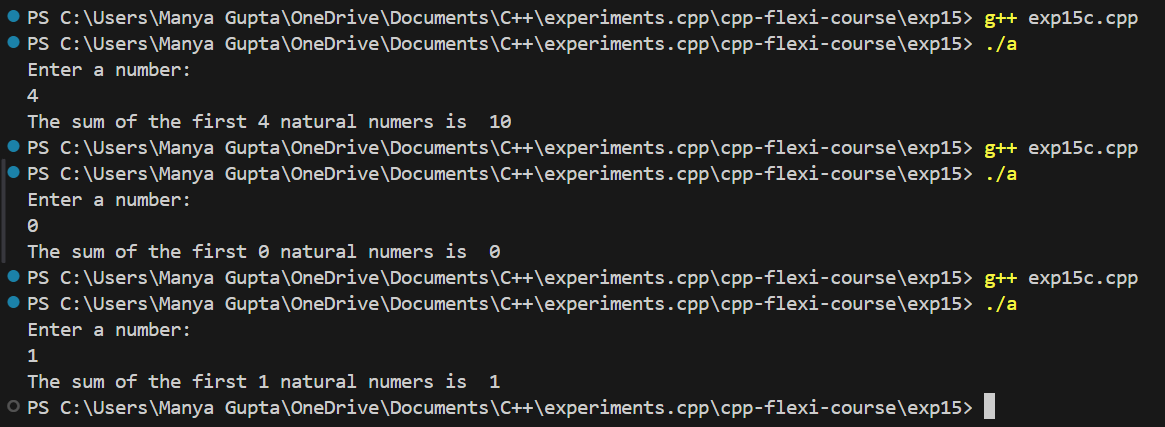 PS C:\Users\Manya Gupta\OneDrive\Documents\C++\experiments.cpp\cpp-flexi-course\exp15> g++ exp15c.cpp
PS C:\Users\Manya Gupta\OneDrive\Documents\C++\experiments.cpp\cpp-flexi-course\exp15> ./a
Enter a number:
4
The sum of the first 4 natural numers is  10
PS C:\Users\Manya Gupta\OneDrive\Documents\C++\experiments.cpp\cpp-flexi-course\exp15> g++ exp15c.cpp
PS C:\Users\Manya Gupta\OneDrive\Documents\C++\experiments.cpp\cpp-flexi-course\exp15> ./a
Enter a number:
0
The sum of the first 0 natural numers is  0
PS C:\Users\Manya Gupta\OneDrive\Documents\C++\experiments.cpp\cpp-flexi-course\exp15> g++ exp15c.cpp
PS C:\Users\Manya Gupta\OneDrive\Documents\C++\experiments.cpp\cpp-flexi-course\exp15> ./a
Enter a number:
1
The sum of the first 1 natural numers is  1
PS C:\Users\Manya Gupta\OneDrive\Documents\C++\experiments.cpp\cpp-flexi-course\exp15>